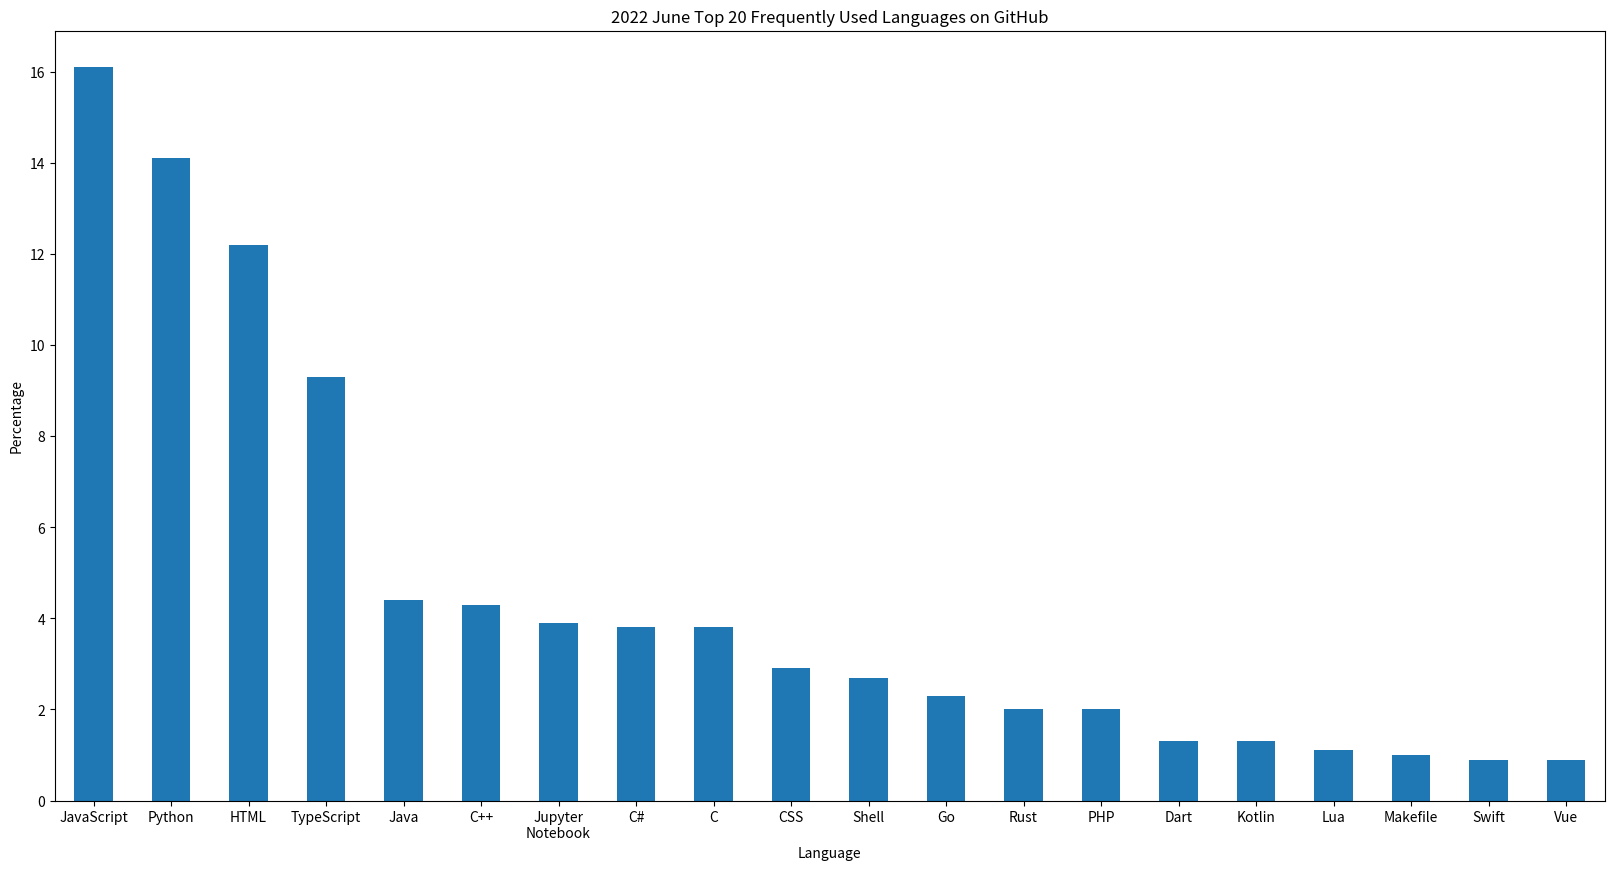 2022 June Top 20 Frequently Used Languages on GitHub
Percentage
16
14
12
10
8
6
4
2
0
JavaScript Python HTML TypeScript Java C++ Jupyter Notebook C# C CSS Shell Go Rust PHP Dart Kotlin Lua Makefile Swift Vue
Language